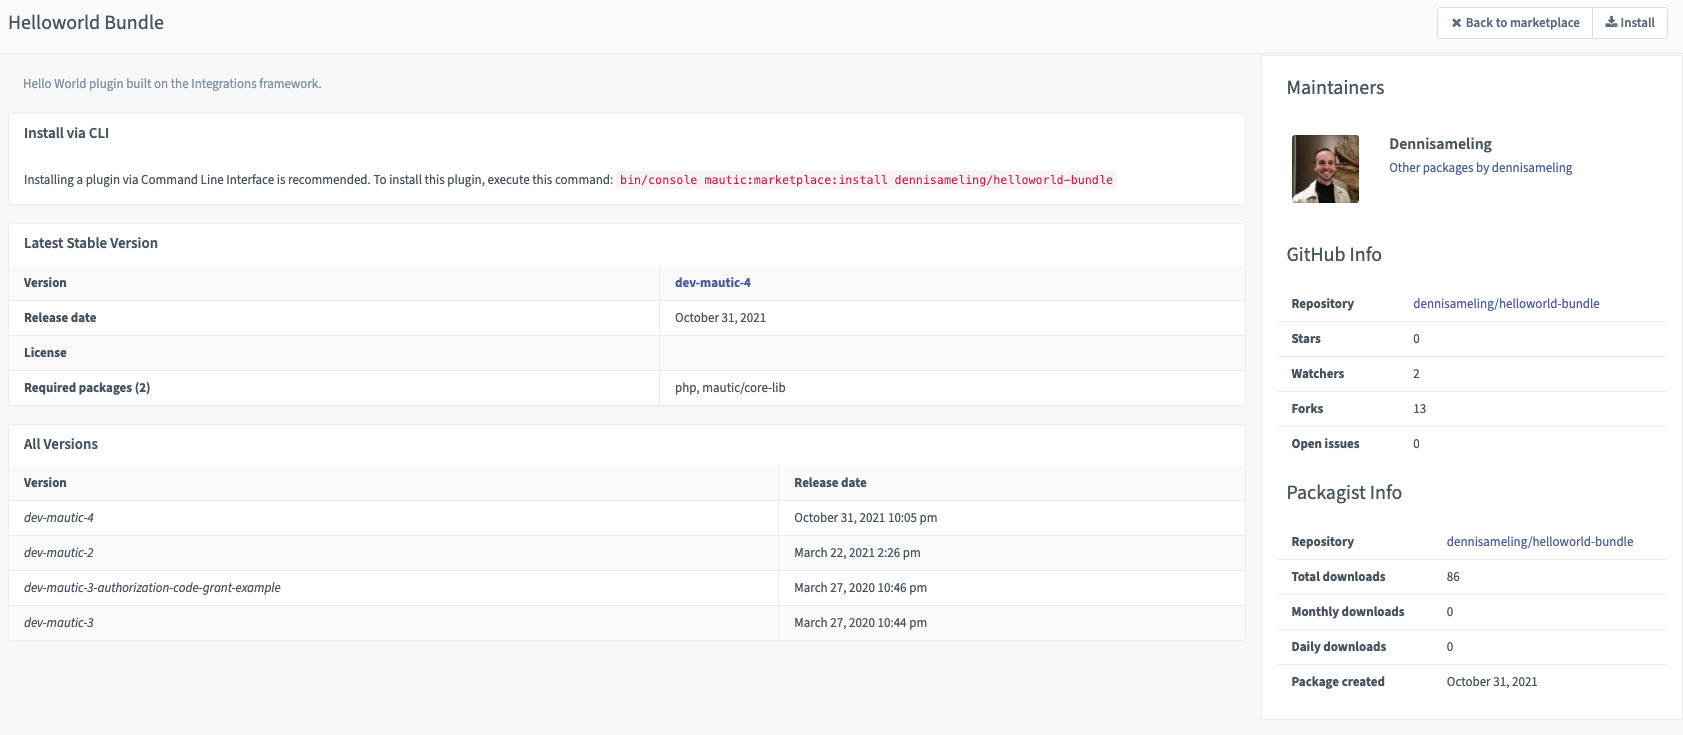 Helloworld Bundle
Back to marketplace
Install
Hello World plugin built on the Integrations framework.
Install via CLI
Installing a plugin via Command Line Interface is recommended. To install this plugin, execute this command: bin/console mautic:marketplace:install dennisameling/helloworld-bundle
Latest Stable Version
Version dev-mautic-4
Release date October 31, 2021
License
Required packages (2) php, mautic/core-lib
All Versions
Version Release date
dev-mautic-4 October 31, 2021 10:05 pm
dev-mautic-2 March 22, 2021 2:26 pm
dev-mautic-3-authorization-code-grant-example March 27, 2020 10:46 pm
dev-mautic-3 March 27, 2020 10:44 pm
Maintainers
Dennisameling
Other packages by dennisameling
GitHub Info
Repository dennisameling/helloworld-bundle
Stars 0
Watchers 2
Forks 13
Open issues 0
Packagist Info
Repository dennisameling/helloworld-bundle
Total downloads 86
Monthly downloads 0
Daily downloads 0
Package created October 31, 2021